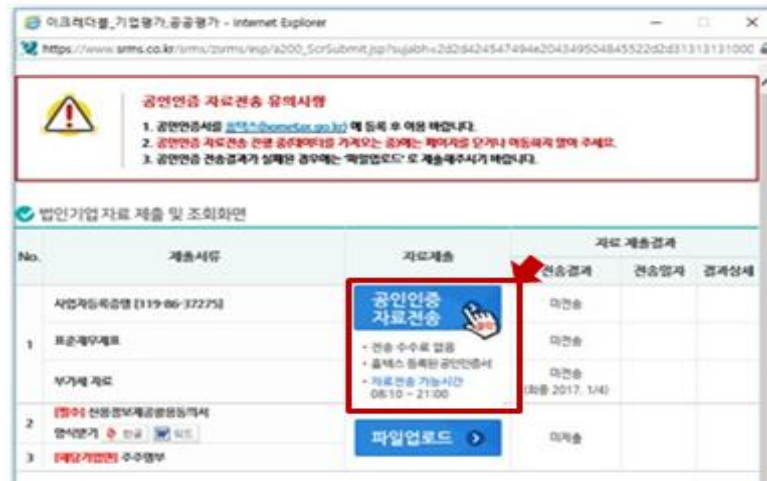 이크레더블_기업평가,공공평가 - Internet Explorer
공인인증 자료전송 유의사항
1. 공인인증서를 홈택스(hometax.go.kr) 에 등록 후 이용 바랍니다.
2. 공인인증 자료전송 진행 중(데이터를 가져오는 중)에는 페이지를 닫거나 이동하지 말아 주세요.
3. 공인인증 전송결과가 실패된 경우에는 '파일업로드' 로 제출해주시기 바랍니다.
법인기업 자료 제출 및 조회화면
No. 제출서류 자료제출 자료 제출결과
전송결과 전송일자 결과상세
사업자등록증명 [119-86-37275]
공인인증
자료전송
미전송
1 표준재무제표
• 전송 수수료 없음
• 홈텍스 등록된 공인인증서
• 자료전송 가능시간
08:10 ~ 21:00
미전송
부가세 자료
미전송
(최종 2017. 1/4)
2 [필수] 신용정보제공활용동의서
양식받기 한글 워드
파일업로드
미제출
3 [해당기업만] 주주명부